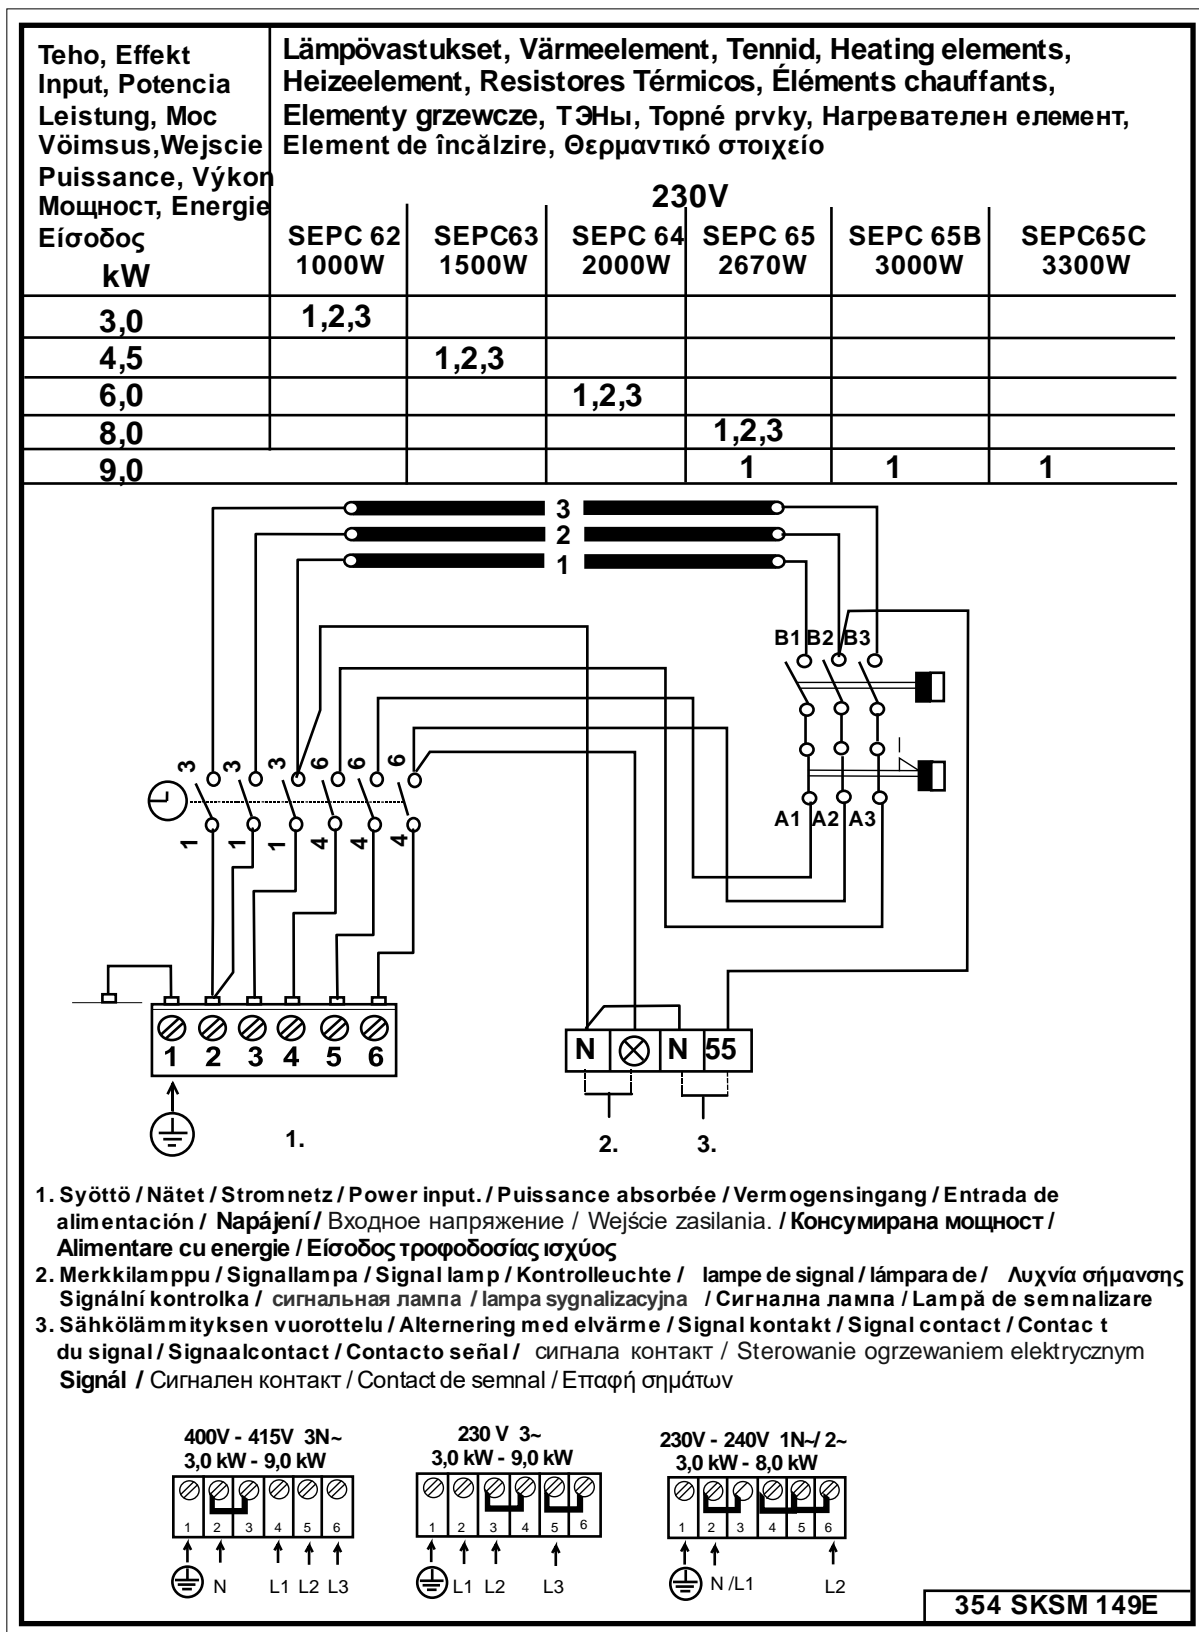 Teho, Effekt
Input, Potencia
Leistung, Moc
Vöimsus,Wejscie
Puissance, Výkon
Мощност, Energie
Είσοδος
kW
Lämpövastukset, Värmeelement, Tennid, Heating elements,
Heizeelement, Resistores Térmicos, Éléments chauffants,
Elementy grzewcze, ТЭНы, Topné prvky, Нагревателен елемент,
Element de încălzire, Θερμαντικό στοιχείο
230V
SEPC 62 SEPC63 SEPC 64 SEPC 65 SEPC 65B SEPC65C
1000W 1500W 2000W 2670W 3000W 3300W
3,0 1,2,3
4,5 1,2,3
6,0 1,2,3
8,0 1,2,3
9,0 1 1 1
3
2
1
B1 B2 B3
3 3 3 6 6 6
A1 A2 A3
1 1 1 4 4 4
1 2 3 4 5 6
N N 55
1. 2. 3.
1. Syöttö / Nätet / Stromnetz / Power input. / Puissance absorbée / Vermogensingang / Entrada de
alimentación / Napájení / Входное напряжение / Wejście zasilania. / Консумирана мощност /
Alimentare cu energie / Είσοδος τροφοδοσίας ισχύος
2. Merkkilamppu / Signallampa / Signal lamp / Kontrolleuchte / lampe de signal / lámpara de / Λυχνία σήμανσης
Signální kontrolka / сигнальная лампа / lampa sygnalizacyjna / Сигнална лампа / Lampă de semnalizare
3. Sähkölämmityksen vuorottelu / Alternering med elvärme / Signal kontakt / Signal contact / Contac t
du signal / Signaalcontact / Contacto señal / сигнала контакт / Sterowanie ogrzewaniem elektrycznym
Signál / Сигнален контакт / Contact de semnal / Επαφή σημάτων
400V - 415V 3N~
3,0 kW - 9,0 kW
1 2 3 4 5 6
N L1 L2 L3
230 V 3~
3,0 kW - 9,0 kW
1 2 3 4 5 6
L1 L2 L3
230V - 240V 1N~/ 2~
3,0 kW - 8,0 kW
1 2 3 4 5 6
N /L1 L2
354 SKSM 149E